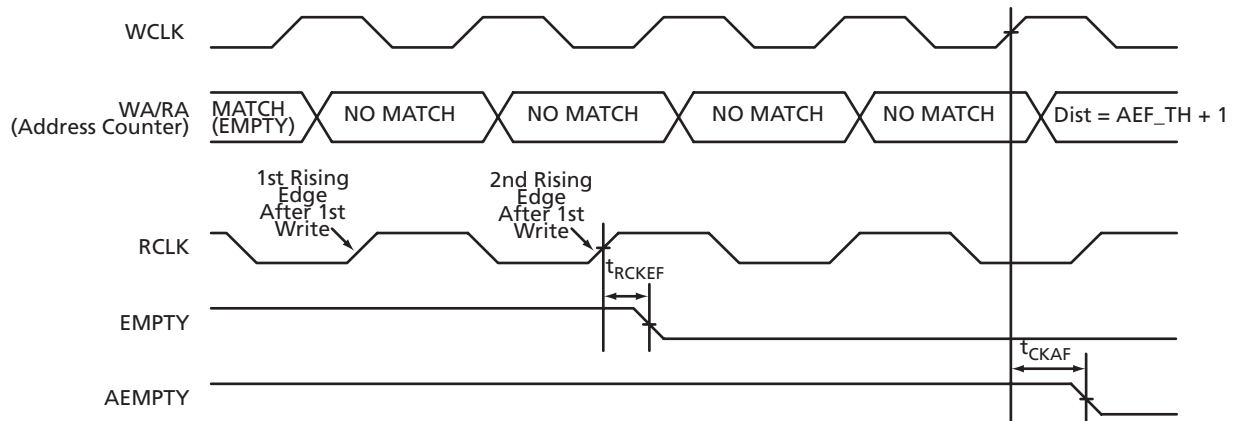 WCLK
WA/RA
(Address Counter)
MATCH
(EMPTY)
NO MATCH
NO MATCH
NO MATCH
NO MATCH
Dist = AEF_TH + 1
1st Rising
Edge
After 1st
Write
2nd Rising
Edge
After 1st
Write
RCLK
tRCKEF
EMPTY
tCKAF
AEMPTY